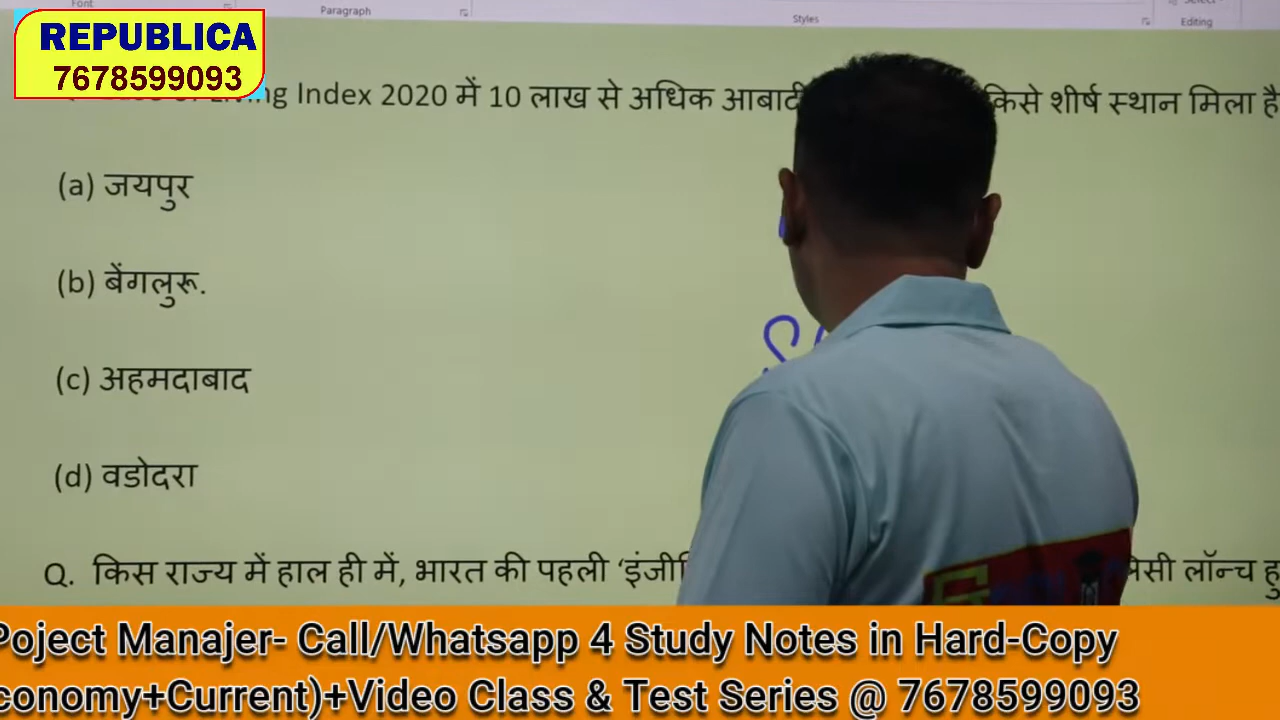 Font
Paragraph
Styles
Editing
REPUBLICA
7678599093
Index 2020 में 10 लाख से अधिक आबादी किसे शीर्ष स्थान मिला है
(a) जयपुर
(b) बेंगलुरू.
(c) अहमदाबाद
(d) वडोदरा
Q. किस राज्य में हाल ही में, भारत की पहली ‘इंजी लॉन्च
Poject Manajer- Call/Whatsapp 4 Study Notes in Hard-Copy
conomy+Current)+Video Class & Test Series @ 7678599093